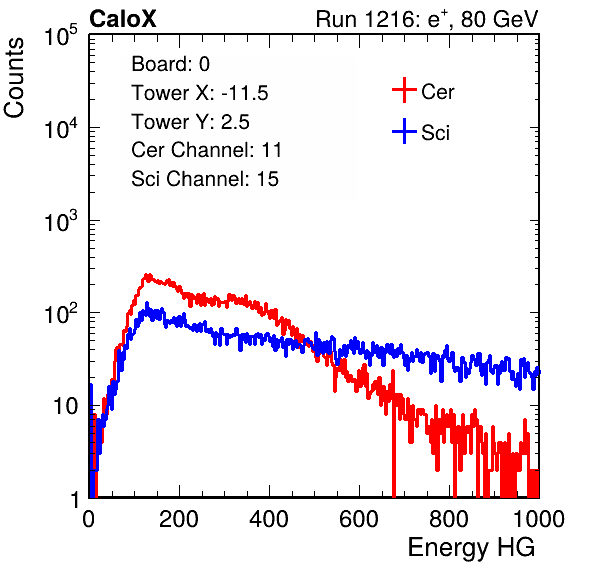 CaloX Run 1216: e⁺, 80 GeV
Counts
10⁵
10⁴
10³
10²
10
1
Board: 0
Tower X: -11.5
Tower Y: 2.5
Cer Channel: 11
Sci Channel: 15
Cer
Sci
0 200 400 600 800 1000
Energy HG